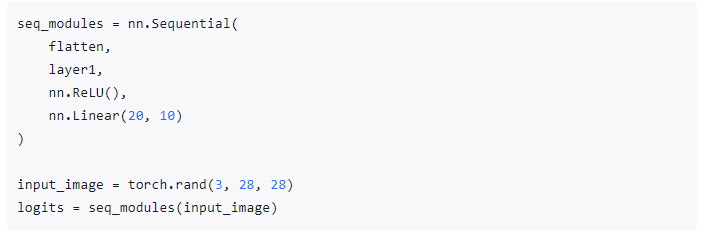 seq_modules = nn.Sequential(
    flatten,
    layer1,
    nn.ReLU(),
    nn.Linear(20, 10)
)

input_image = torch.rand(3, 28, 28)
logits = seq_modules(input_image)